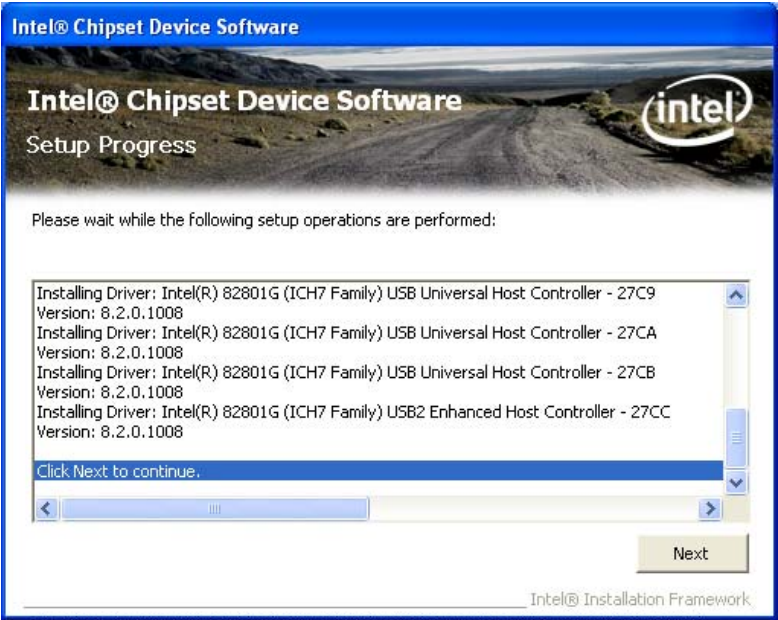 Intel® Chipset Device Software
Intel® Chipset Device Software
intel
Setup Progress
Please wait while the following setup operations are performed:
Installing Driver: Intel(R) 82801G (ICH7 Family) USB Universal Host Controller - 27C9
Version: 8.2.0.1008
Installing Driver: Intel(R) 82801G (ICH7 Family) USB Universal Host Controller - 27CA
Version: 8.2.0.1008
Installing Driver: Intel(R) 82801G (ICH7 Family) USB Universal Host Controller - 27CB
Version: 8.2.0.1008
Installing Driver: Intel(R) 82801G (ICH7 Family) USB2 Enhanced Host Controller - 27CC
Version: 8.2.0.1008
Click Next to continue.
Next
Intel® Installation Framework